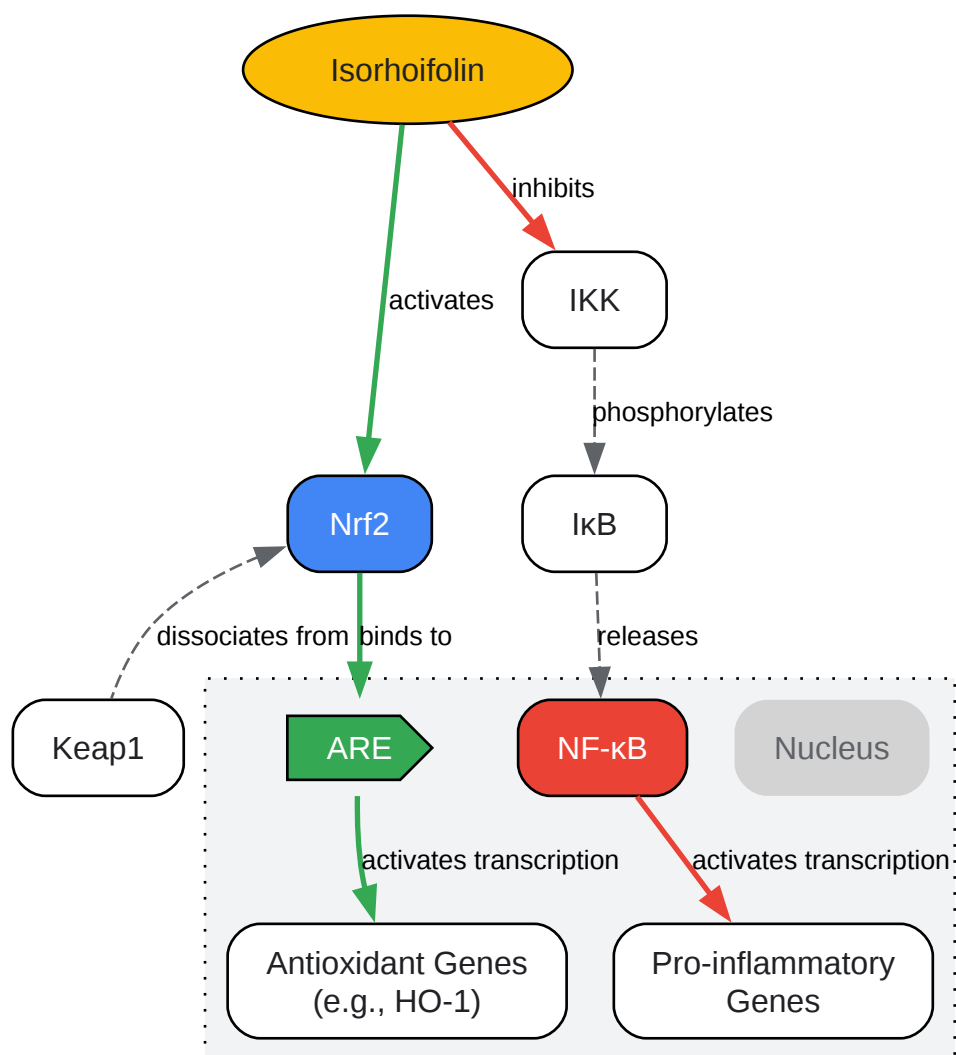 Isorhoifolin
inhibits
IKK
activates
phosphorylates
Nrf2
IκB
dissociates from
binds to
releases
Keap1
ARE
NF-κB
Nucleus
activates transcription
activates transcription
Antioxidant Genes
(e.g., HO-1)
Pro-inflammatory
Genes